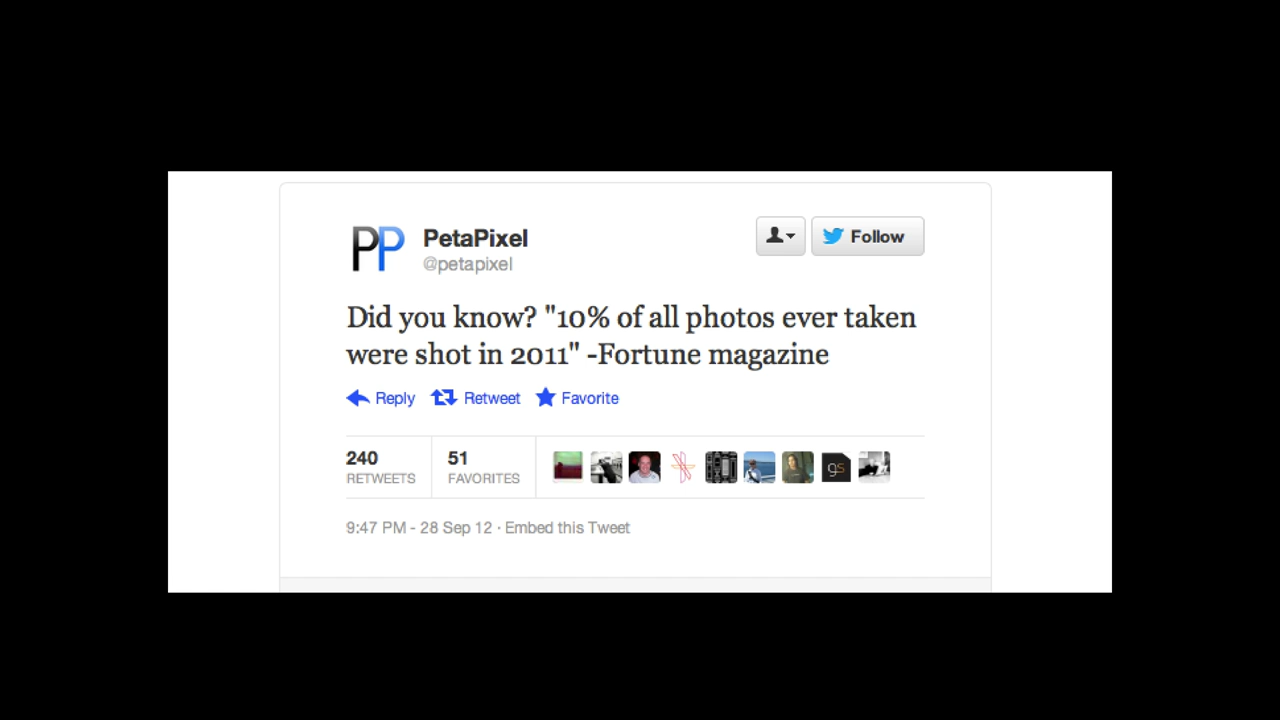 PP PetaPixel
@petapixel
Follow
Did you know? "10% of all photos ever taken
were shot in 2011" -Fortune magazine
Reply Retweet Favorite
240 51
RETWEETS FAVORITES
gs
9:47 PM - 28 Sep 12 · Embed this Tweet